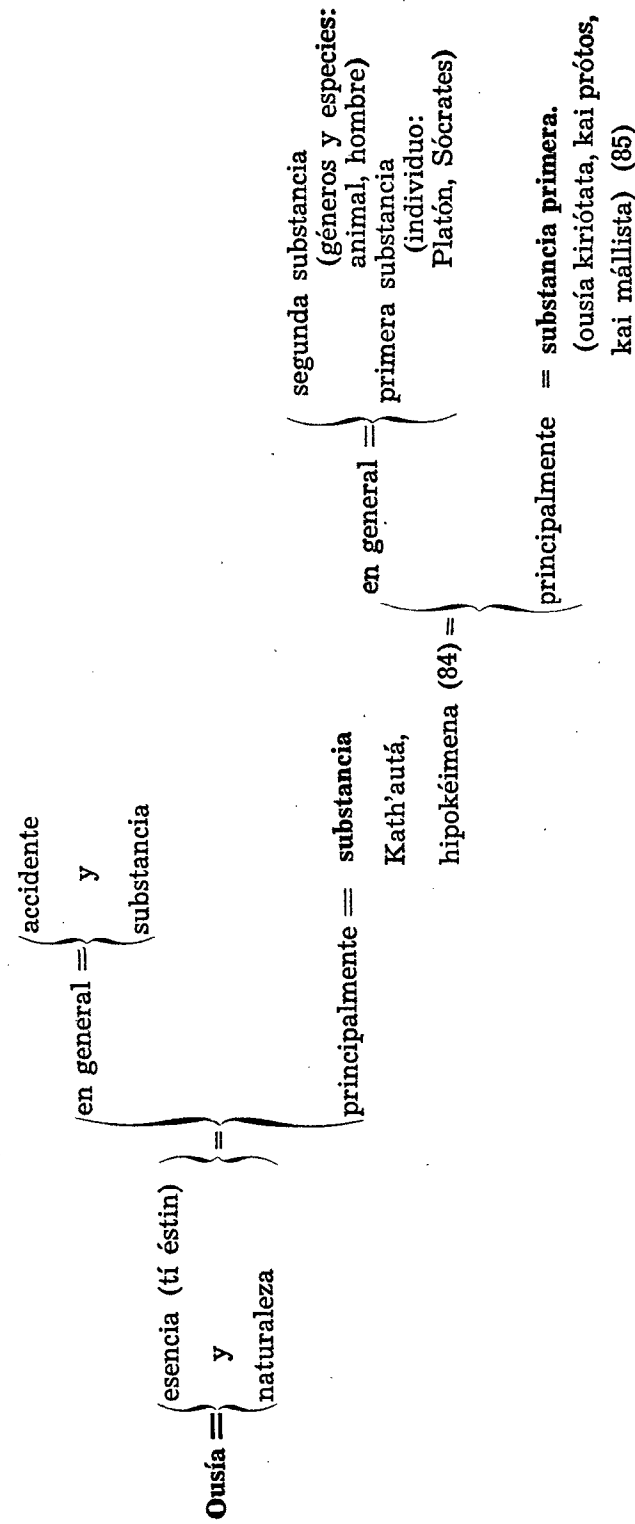 Ousía =
esencia (tí éstin)
y
naturaleza
=
en general =
accidente
y
substancia
principalmente = substancia
Kath'autá,
hipokéimena (84) =
en general =
segunda substancia
(géneros y especies:
animal, hombre)
primera substancia
(individuo:
Platón, Sócrates)
principalmente = substancia primera.
(ousía kiriótata, kai prótos,
kai mállista) (85)